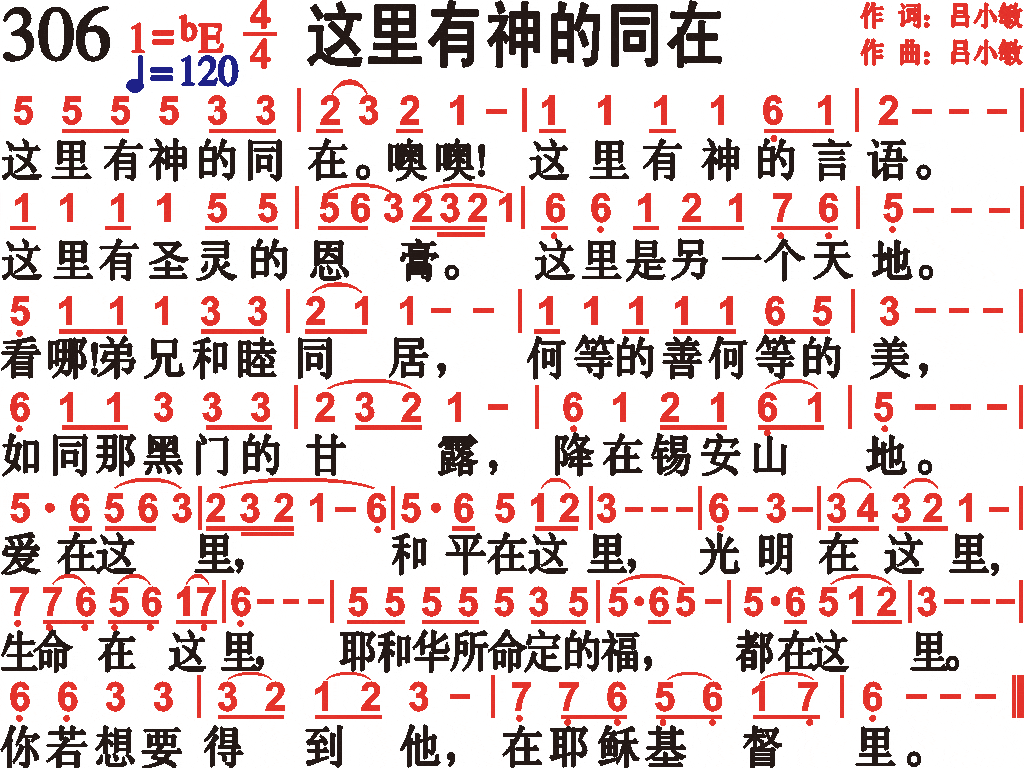 306 1=bE 4/4 这里有神的同在 作 词：吕小敏
♩=120 作 曲：吕小敏
5 5 5 5 3 3 | 2 3 2 1 - | 1 1 1 1 6 1 | 2 - - - |
这里有神的同 在。噢噢! 这里有神的言语。
1 1 1 1 5 5 | 5 6 3 2 3 2 1 | 6 6 1 2 1 7 6 | 5 - - - |
这里有圣灵的恩 膏。 这里是另一个天地。
5 1 1 1 3 3 | 2 1 1 - - | 1 1 1 1 1 6 5 | 3 - - - |
看哪!弟兄和睦同 居， 何等的善何等的美，
6 1 1 3 3 3 | 2 3 2 1 - | 6 1 2 1 6 1 | 5 - - - |
如同那黑门的甘 露， 降在锡安山 地。
5 · 6 5 6 3 | 2 3 2 1 - 6 | 5 · 6 5 1 2 | 3 - - - | 6 - 3 - | 3 4 3 2 1 - |
爱在这 里， 和平在这里，光明在这里，
7 7 6 5 6 1 7 | 6 - - - | 5 5 5 5 5 3 5 | 5 · 6 5 - | 5 · 6 5 1 2 | 3 - - - |
生命在这里， 耶和华所命定的福， 都在这 里。
6 6 3 3 | 3 2 1 2 3 - | 7 7 6 5 6 1 7 | 6 - - -
你若想要得 到 他，在耶稣基 督 里。